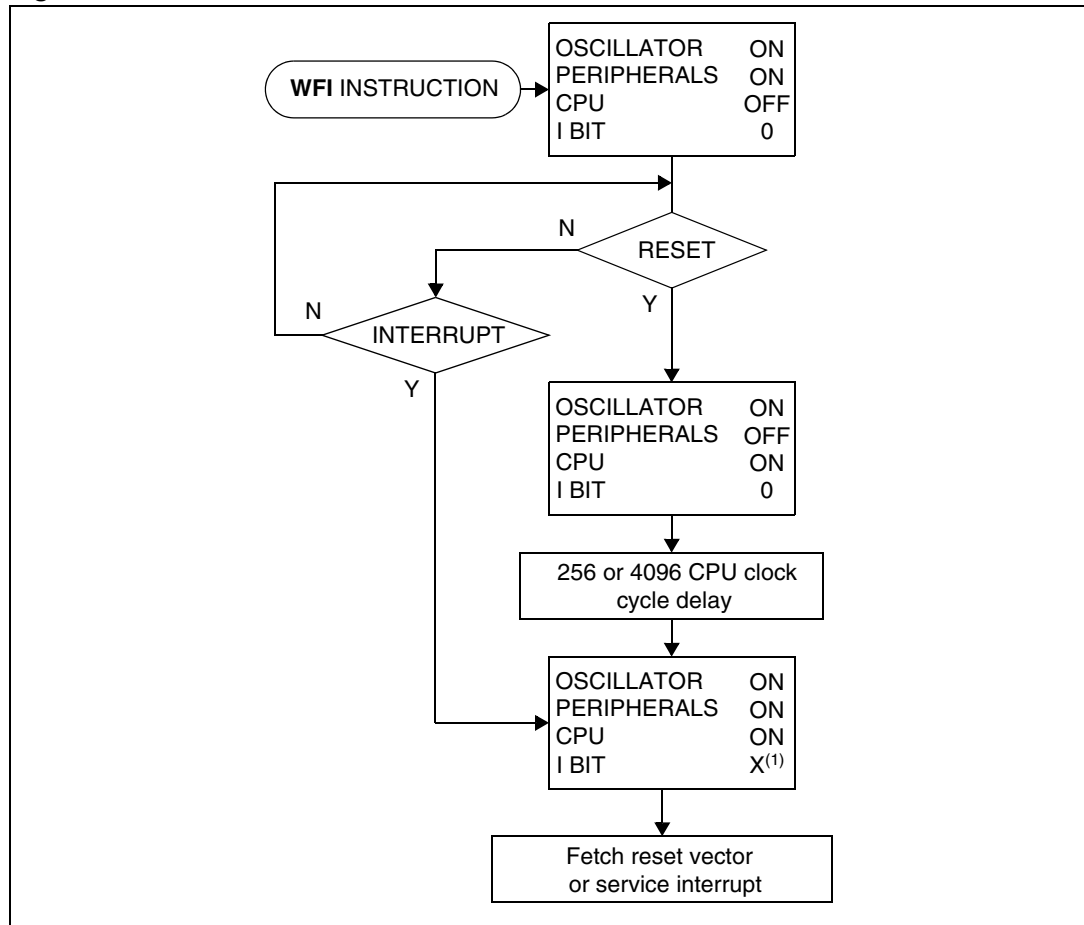 WFI INSTRUCTION
OSCILLATOR ON
PERIPHERALS ON
CPU OFF
I BIT 0
N
RESET
Y
N
INTERRUPT
Y
OSCILLATOR ON
PERIPHERALS OFF
CPU ON
I BIT 0
256 or 4096 CPU clock
cycle delay
OSCILLATOR ON
PERIPHERALS ON
CPU ON
I BIT X(1)
Fetch reset vector
or service interrupt